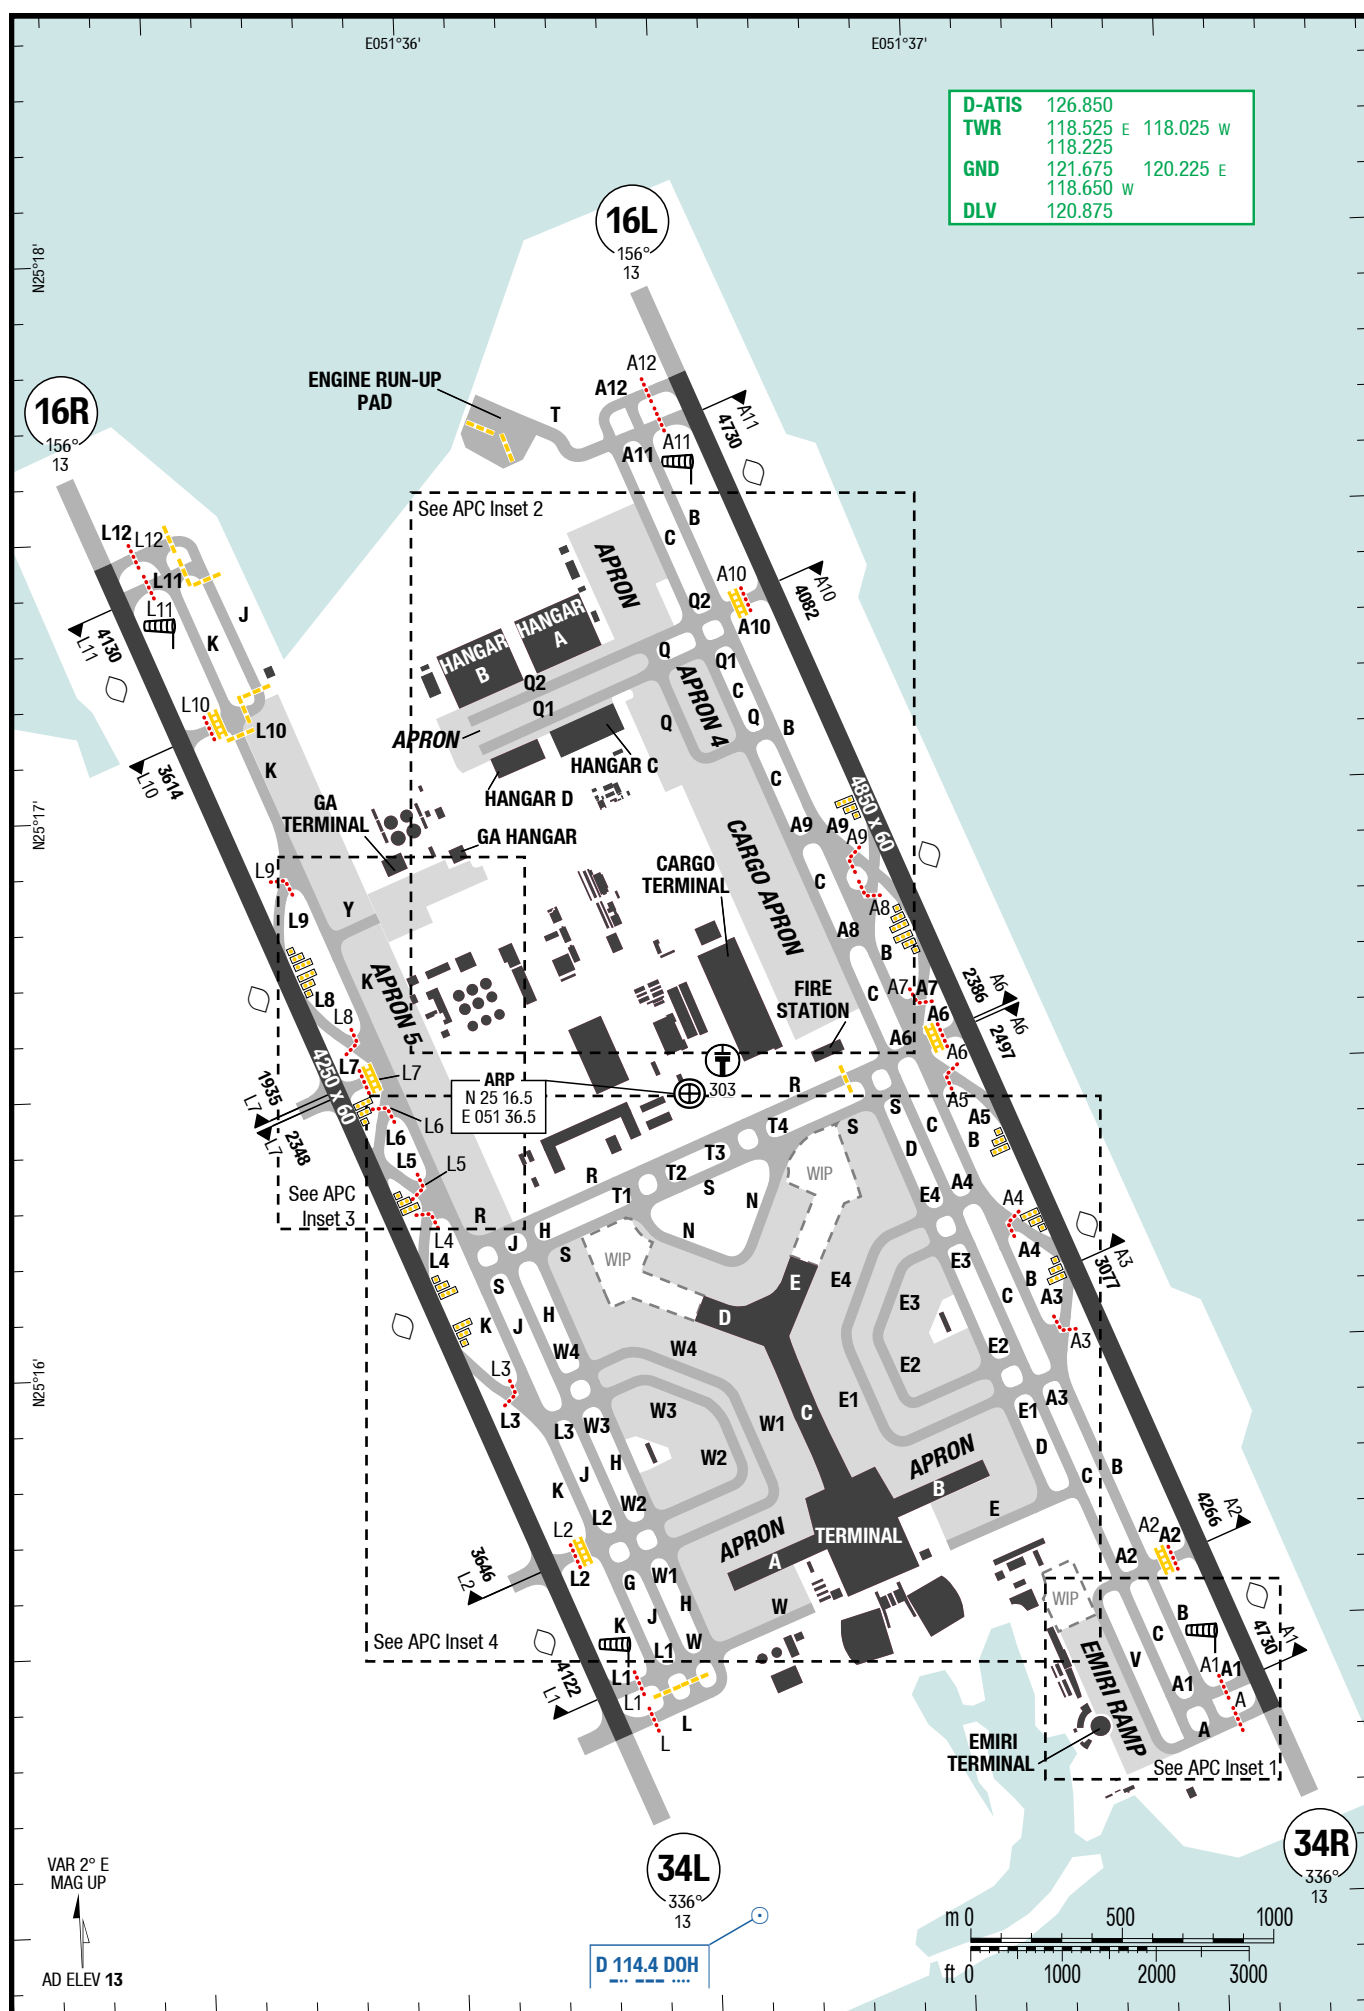 E051°36'
E051°37'
D-ATIS 126.850
TWR 118.525 E 118.025 W
118.225
GND 121.675 120.225 E
118.650 W
DLV 120.875
N25°18'
16L
156°
13
16R
156°
13
ENGINE RUN-UP
PAD
T
A12
A12
A11
4730
A11
A11
See APC Inset 2
B
C
APRON
L12
L12
L11
L11
J
K
L11
4130
A10
A10
4082
Q2
A10
HANGAR
A
HANGAR
B
Q
Q2
Q1
Q1
C
Q
B
APRON 4
Q
L10
L10
K
L10
3614
APRON
HANGAR C
HANGAR D
C
4850 x 60
N25°17'
GA
TERMINAL
GA HANGAR
A9
A9
A9
CARGO
TERMINAL
CARGO APRON
C
L9
L9
Y
A8
A8
B
K
APRON 5
FIRE
STATION
C
A7
A7
A6
2386
A6
2497
A6
L8
L8
A6
A6
303
4250 x 60
L7
L7
1935
L7
2348
L7
ARP
N 25 16.5
E 051 36.5
R
A5
A5
B
S
C
D
S
L6
L6
L5
L5
T4
T3
T2
T1
R
S
N
N
WIP
See APC
Inset 3
A4
E4
A4
A4
B
A3
3077
L4
L4
R
J
H
S
WIP
E3
E
E4
E3
C
A3
A3
S
J
H
K
D
W4
W4
E2
E2
E1
L3
L3
L3
W3
W3
W1
C
A3
E1
D
C
B
N25°16'
J
H
K
W2
W2
APRON
B
E
TERMINAL
APRON
A
L2
L2
L2
3646
L2
A2
A2
A2
4266
A2
G
W1
H
J
K
W
W
WIP
B
C
V
See APC Inset 4
L1
L1
L1
4122
L1
L
L
A1
4730
A1
A1
A1
A
A
EMIRI RAMP
EMIRI
TERMINAL
See APC Inset 1
34L
336°
13
34R
336°
13
VAR 2° E
MAG UP
AD ELEV 13
D 114.4 DOH
m 0 500 1000
ft 0 1000 2000 3000